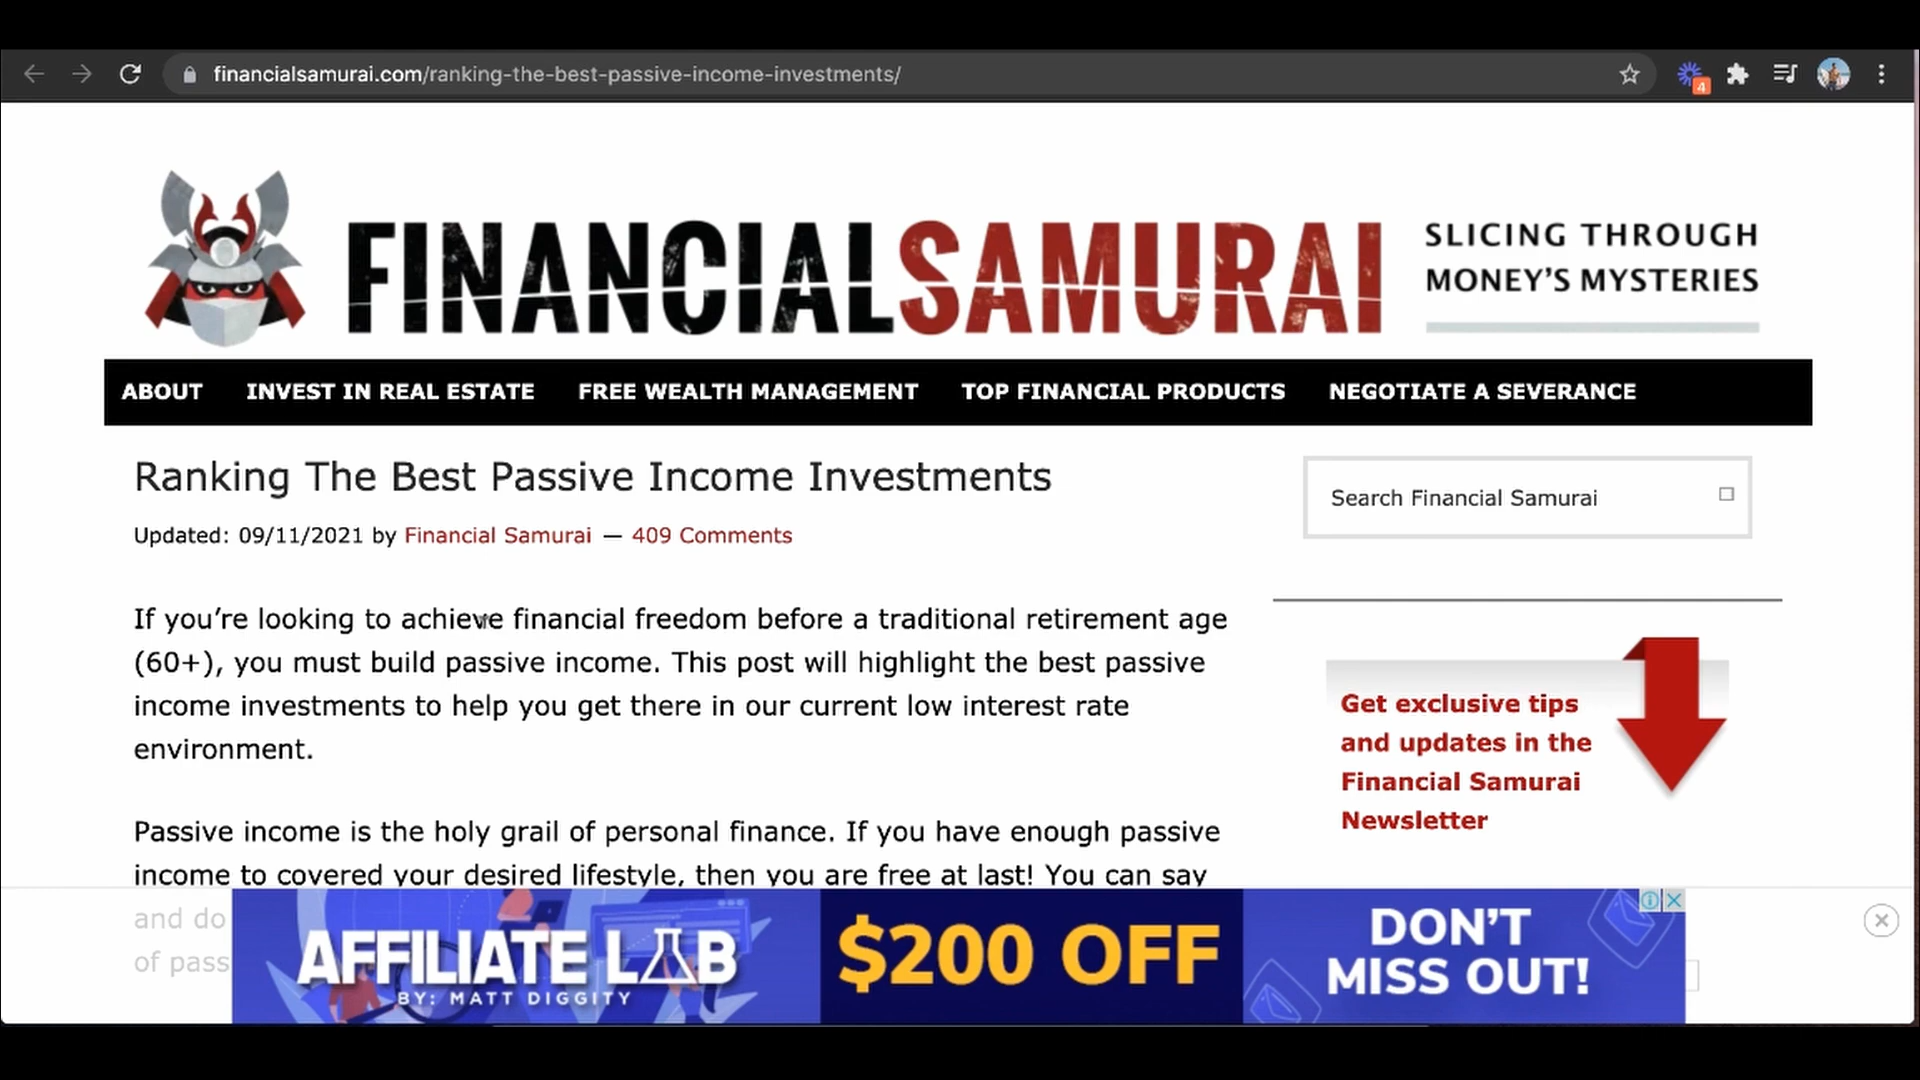 financialsamurai.com/ranking-the-best-passive-income-investments/
4
FINANCIALSAMURAI
SLICING THROUGH
MONEY'S MYSTERIES
ABOUT INVEST IN REAL ESTATE FREE WEALTH MANAGEMENT TOP FINANCIAL PRODUCTS NEGOTIATE A SEVERANCE
Ranking The Best Passive Income Investments
Updated: 09/11/2021 by Financial Samurai — 409 Comments
If you’re looking to achieve financial freedom before a traditional retirement age
(60+), you must build passive income. This post will highlight the best passive
income investments to help you get there in our current low interest rate
environment.
Passive income is the holy grail of personal finance. If you have enough passive
income to covered your desired lifestyle, then you are free at last! You can say
and do
of pass
Search Financial Samurai
Get exclusive tips
and updates in the
Financial Samurai
Newsletter
AFFILIATE LAB
BY: MATT DIGGITY
$200 OFF
DON'T
MISS OUT!